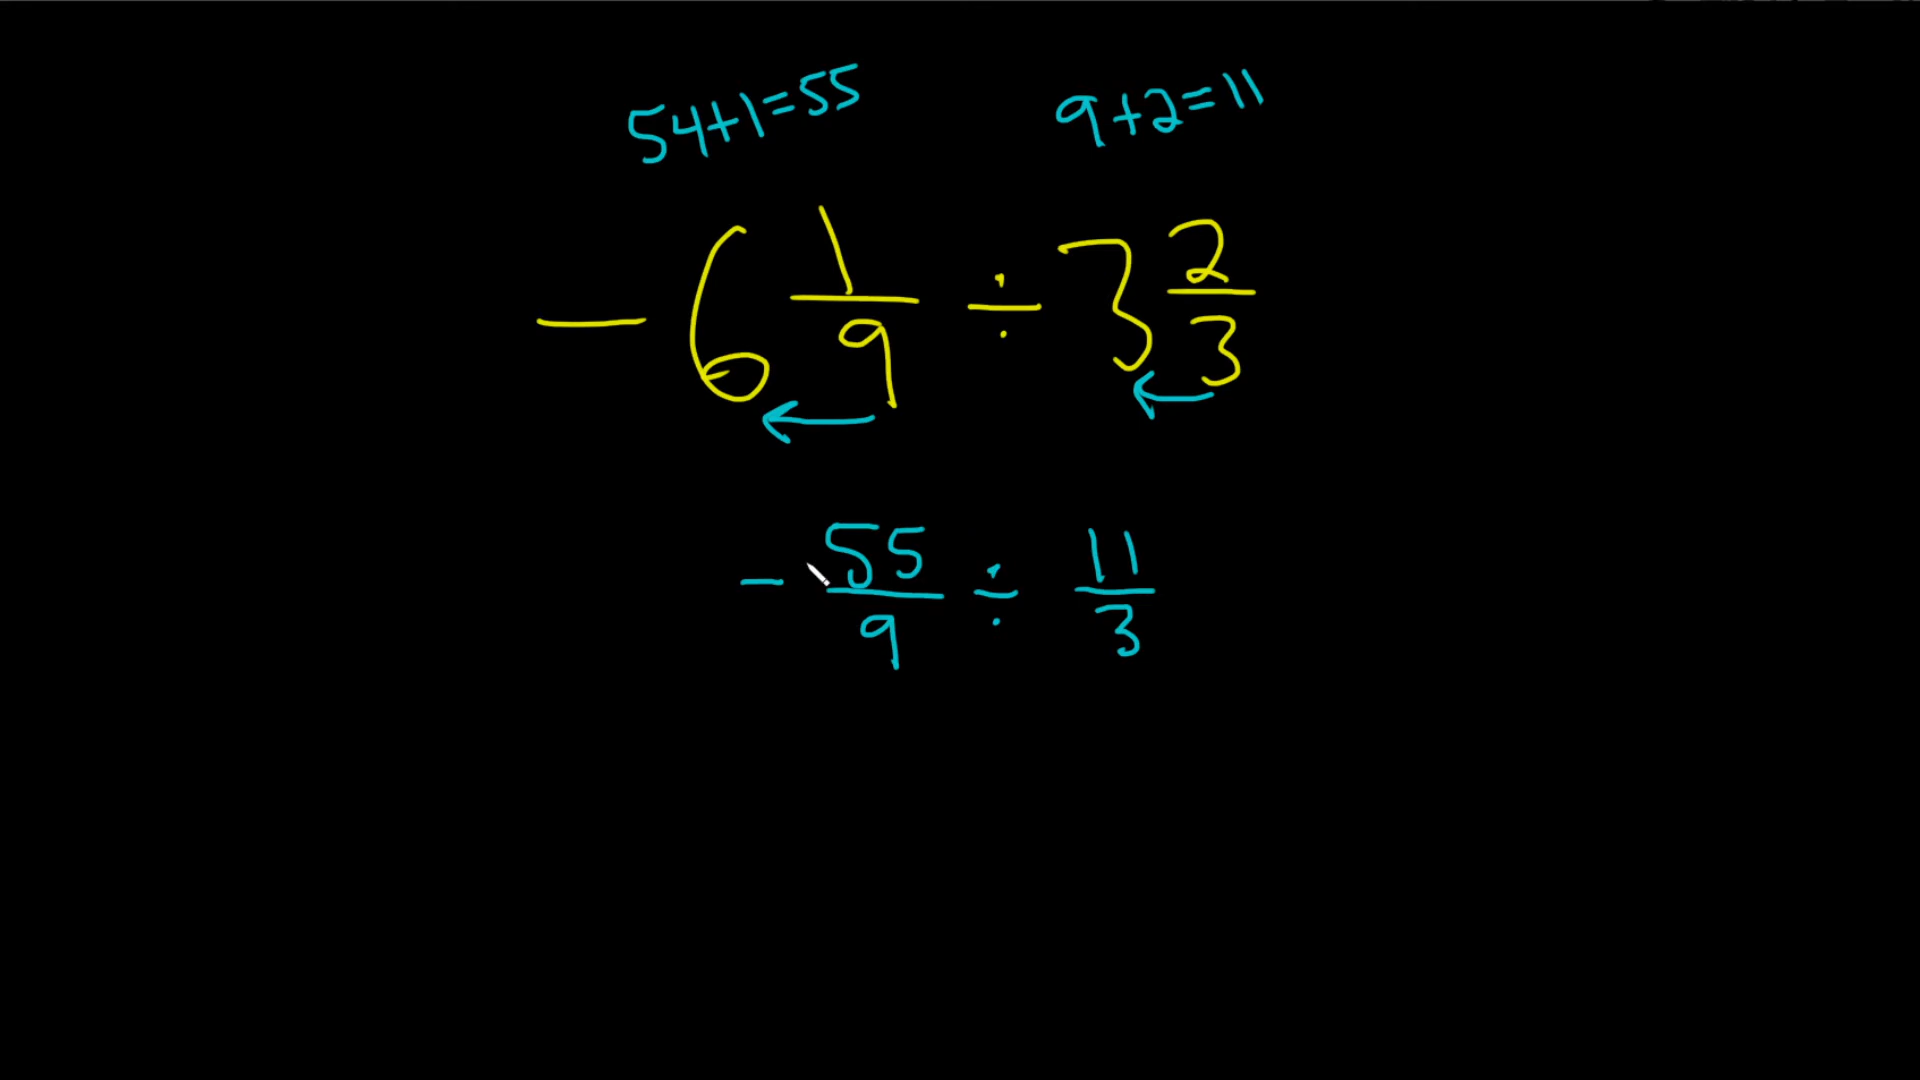 54+1=55 9+2=11
-6 1/9 ÷ 3 2/3
- 55/9 ÷ 11/3